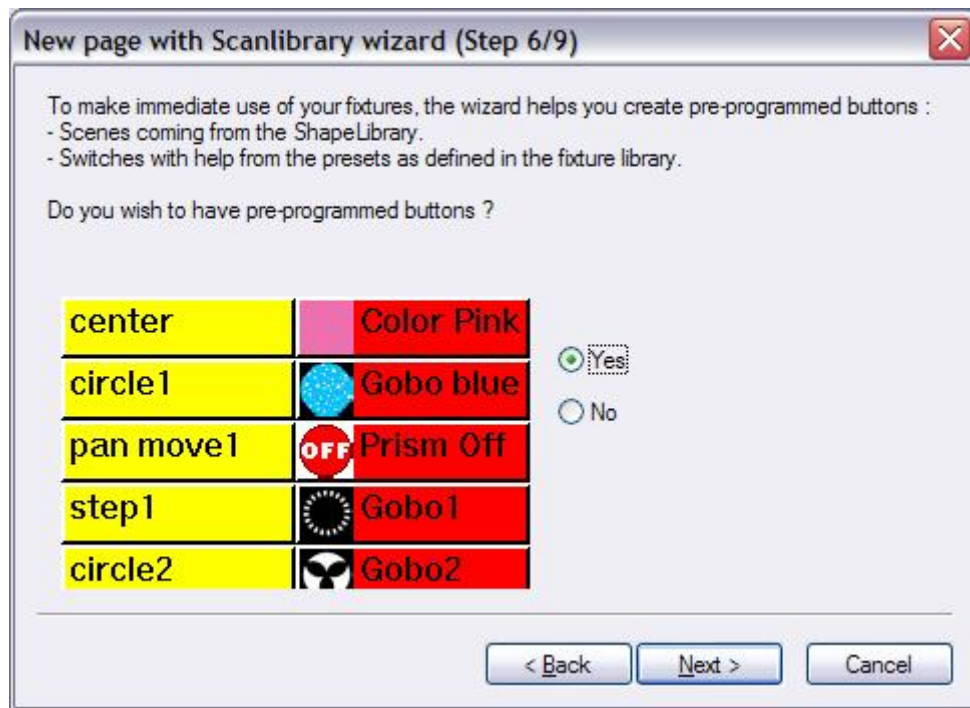 New page with Scanlibrary wizard (Step 6/9)
To make immediate use of your fixtures, the wizard helps you create pre-programmed buttons :
- Scenes coming from the ShapeLibrary.
- Switches with help from the presets as defined in the fixture library.
Do you wish to have pre-programmed buttons ?
center Color Pink
circle1 Gobo blue
pan move1 OFF Prism Off
step1 Gobo1
circle2 Gobo2
Yes
No
< Back Next > Cancel